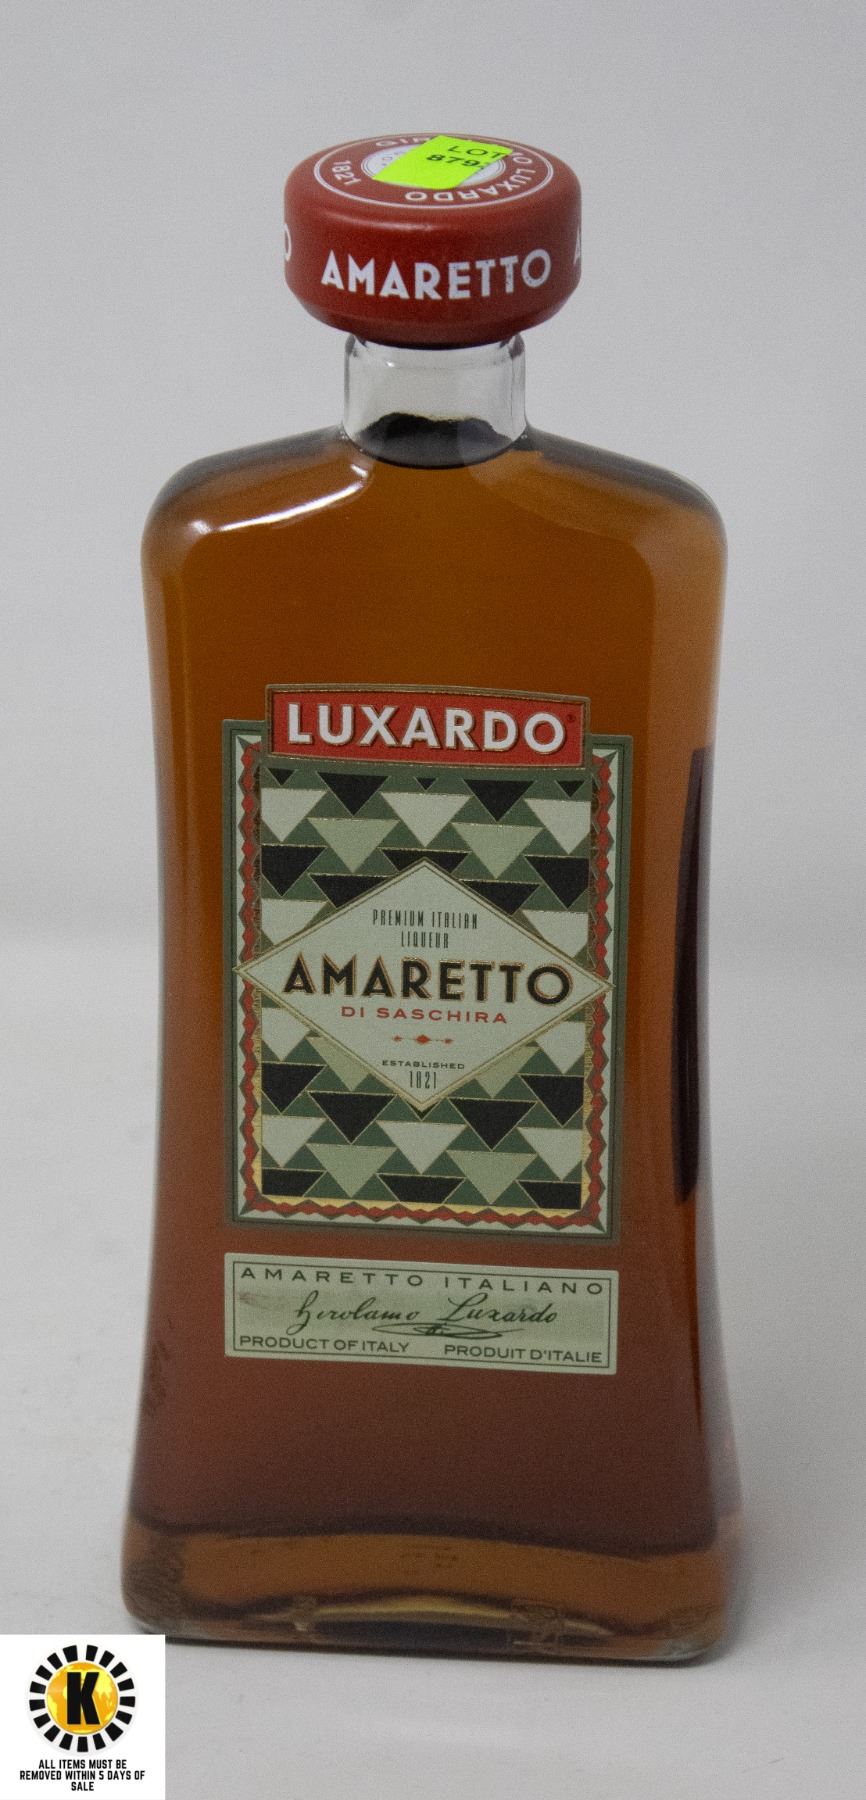 LOT
879
GIR
O LUXARDO
1821
AMARETTO
LUXARDO®
PREMIUM ITALIAN
LIQUEUR
AMARETTO
DI SASCHIRA
ESTABLISHED
1821
AMARETTO ITALIANO
Girolamo Luxardo
PRODUCT OF ITALY PRODUIT D'ITALIE
K
ALL ITEMS MUST BE
REMOVED WITHIN 5 DAYS OF
SALE